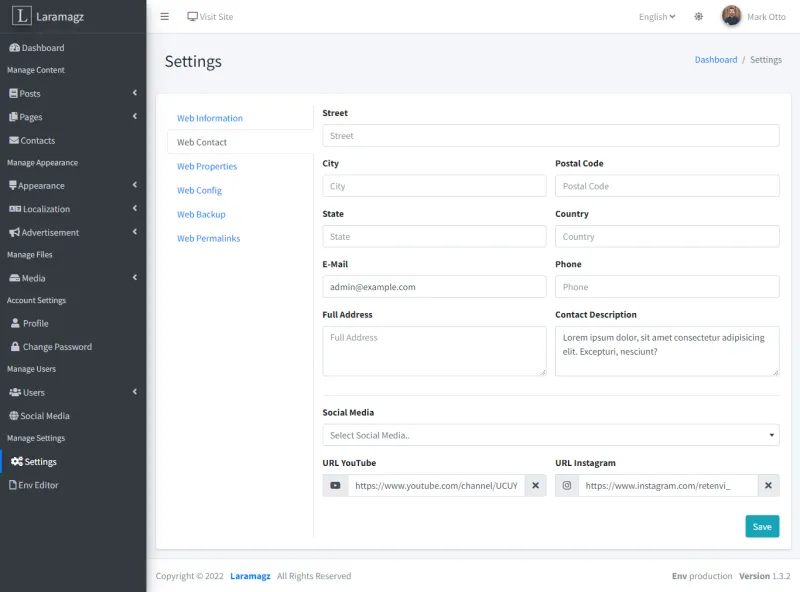 L Laramagz
Visit Site
English
Mark Otto
Dashboard
Manage Content
Posts
Pages
Contacts
Manage Appearance
Appearance
Localization
Advertisement
Manage Files
Media
Account Settings
Profile
Change Password
Manage Users
Users
Social Media
Manage Settings
Settings
Env Editor
Settings
Dashboard / Settings
Web Information
Web Contact
Web Properties
Web Config
Web Backup
Web Permalinks
Street
Street
City Postal Code
City Postal Code
State Country
State Country
E-Mail Phone
admin@example.com Phone
Full Address Contact Description
Full Address
Lorem ipsum dolor, sit amet consectetur adipisicing
elit. Excepturi, nesciunt?
Social Media
Select Social Media..
URL YouTube URL Instagram
https://www.youtube.com/channel/UCUY https://www.instagram.com/retenvi_
Save
Copyright © 2022 Laramagz All Rights Reserved
Env production Version 1.3.2